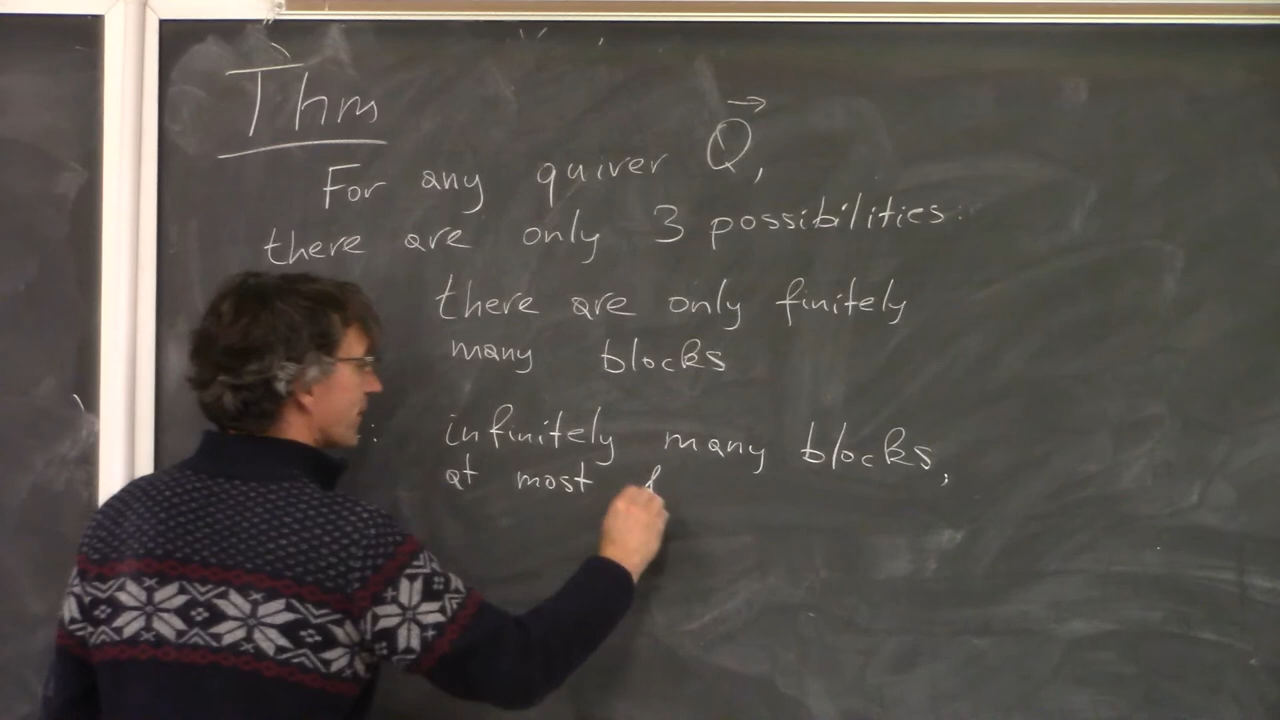 Thm
For any quiver Q⃗,
there are only 3 possibilities:
there are only finitely
many blocks
: infinitely many blocks,
at most